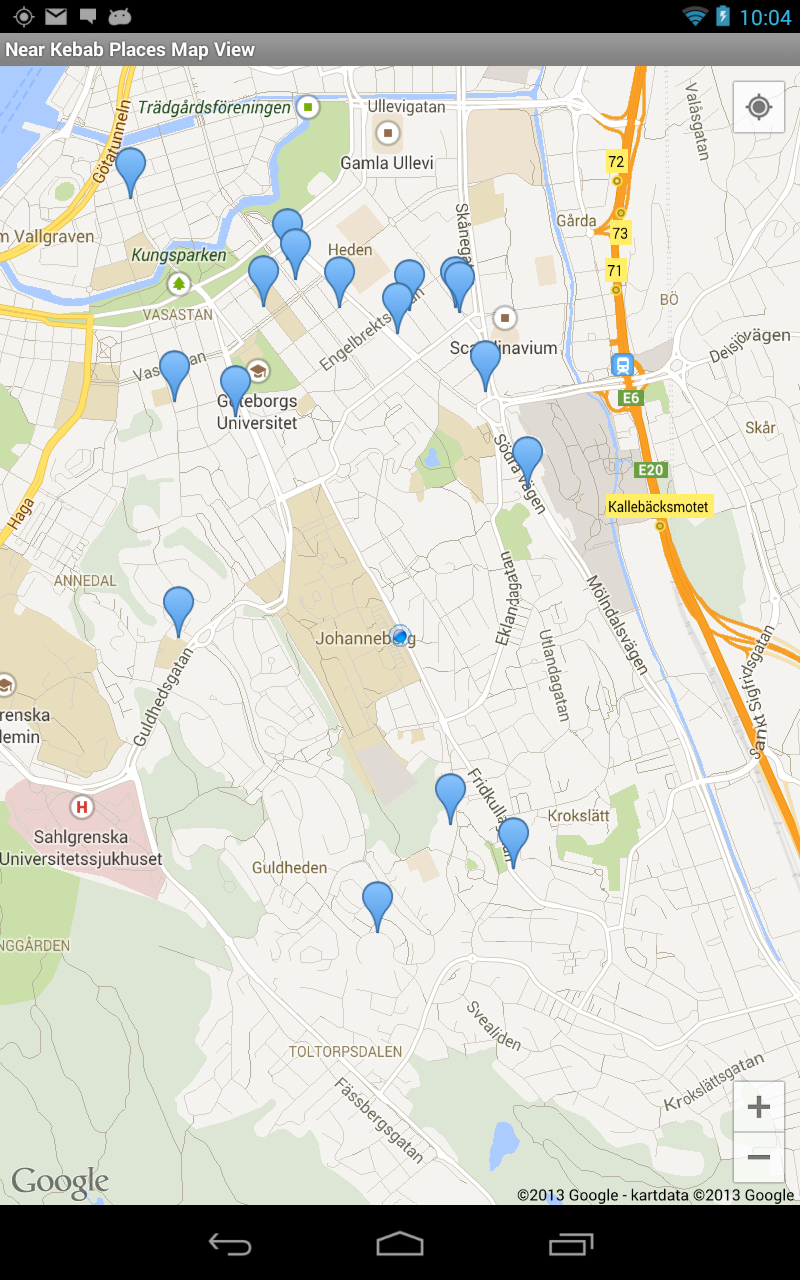 10:04
Near Kebab Places Map View
Trädgårdsföreningen
Ullevigatan
Götatunneln
Valåsgatan
Gamla Ullevi
72
Gårda
73
m Vallgraven
Heden
Kungsparken
71
BÖ
VASASTAN
Engelbrekts
Delsjövägen
Vasa
E6
Göteborgs
Universitet
Skår
E20
Södra vägen
Kallebäcksmotet
Haga
ANNEDAL
Eklandagatan
Mölndalsvägen
Utlandagatan
Johanneberg
Guldhedsgatan
Sankt Sigfridsgatan
renska
lemin
Krokslätt
H
Sahlgrenska
Universitetssjukhuset
Guldheden
NGGÅRDEN
Svealiden
TOLTORPSDALEN
Krokslättsgatan
Fässbergsgatan
Google
©2013 Google - kartdata ©2013 Google